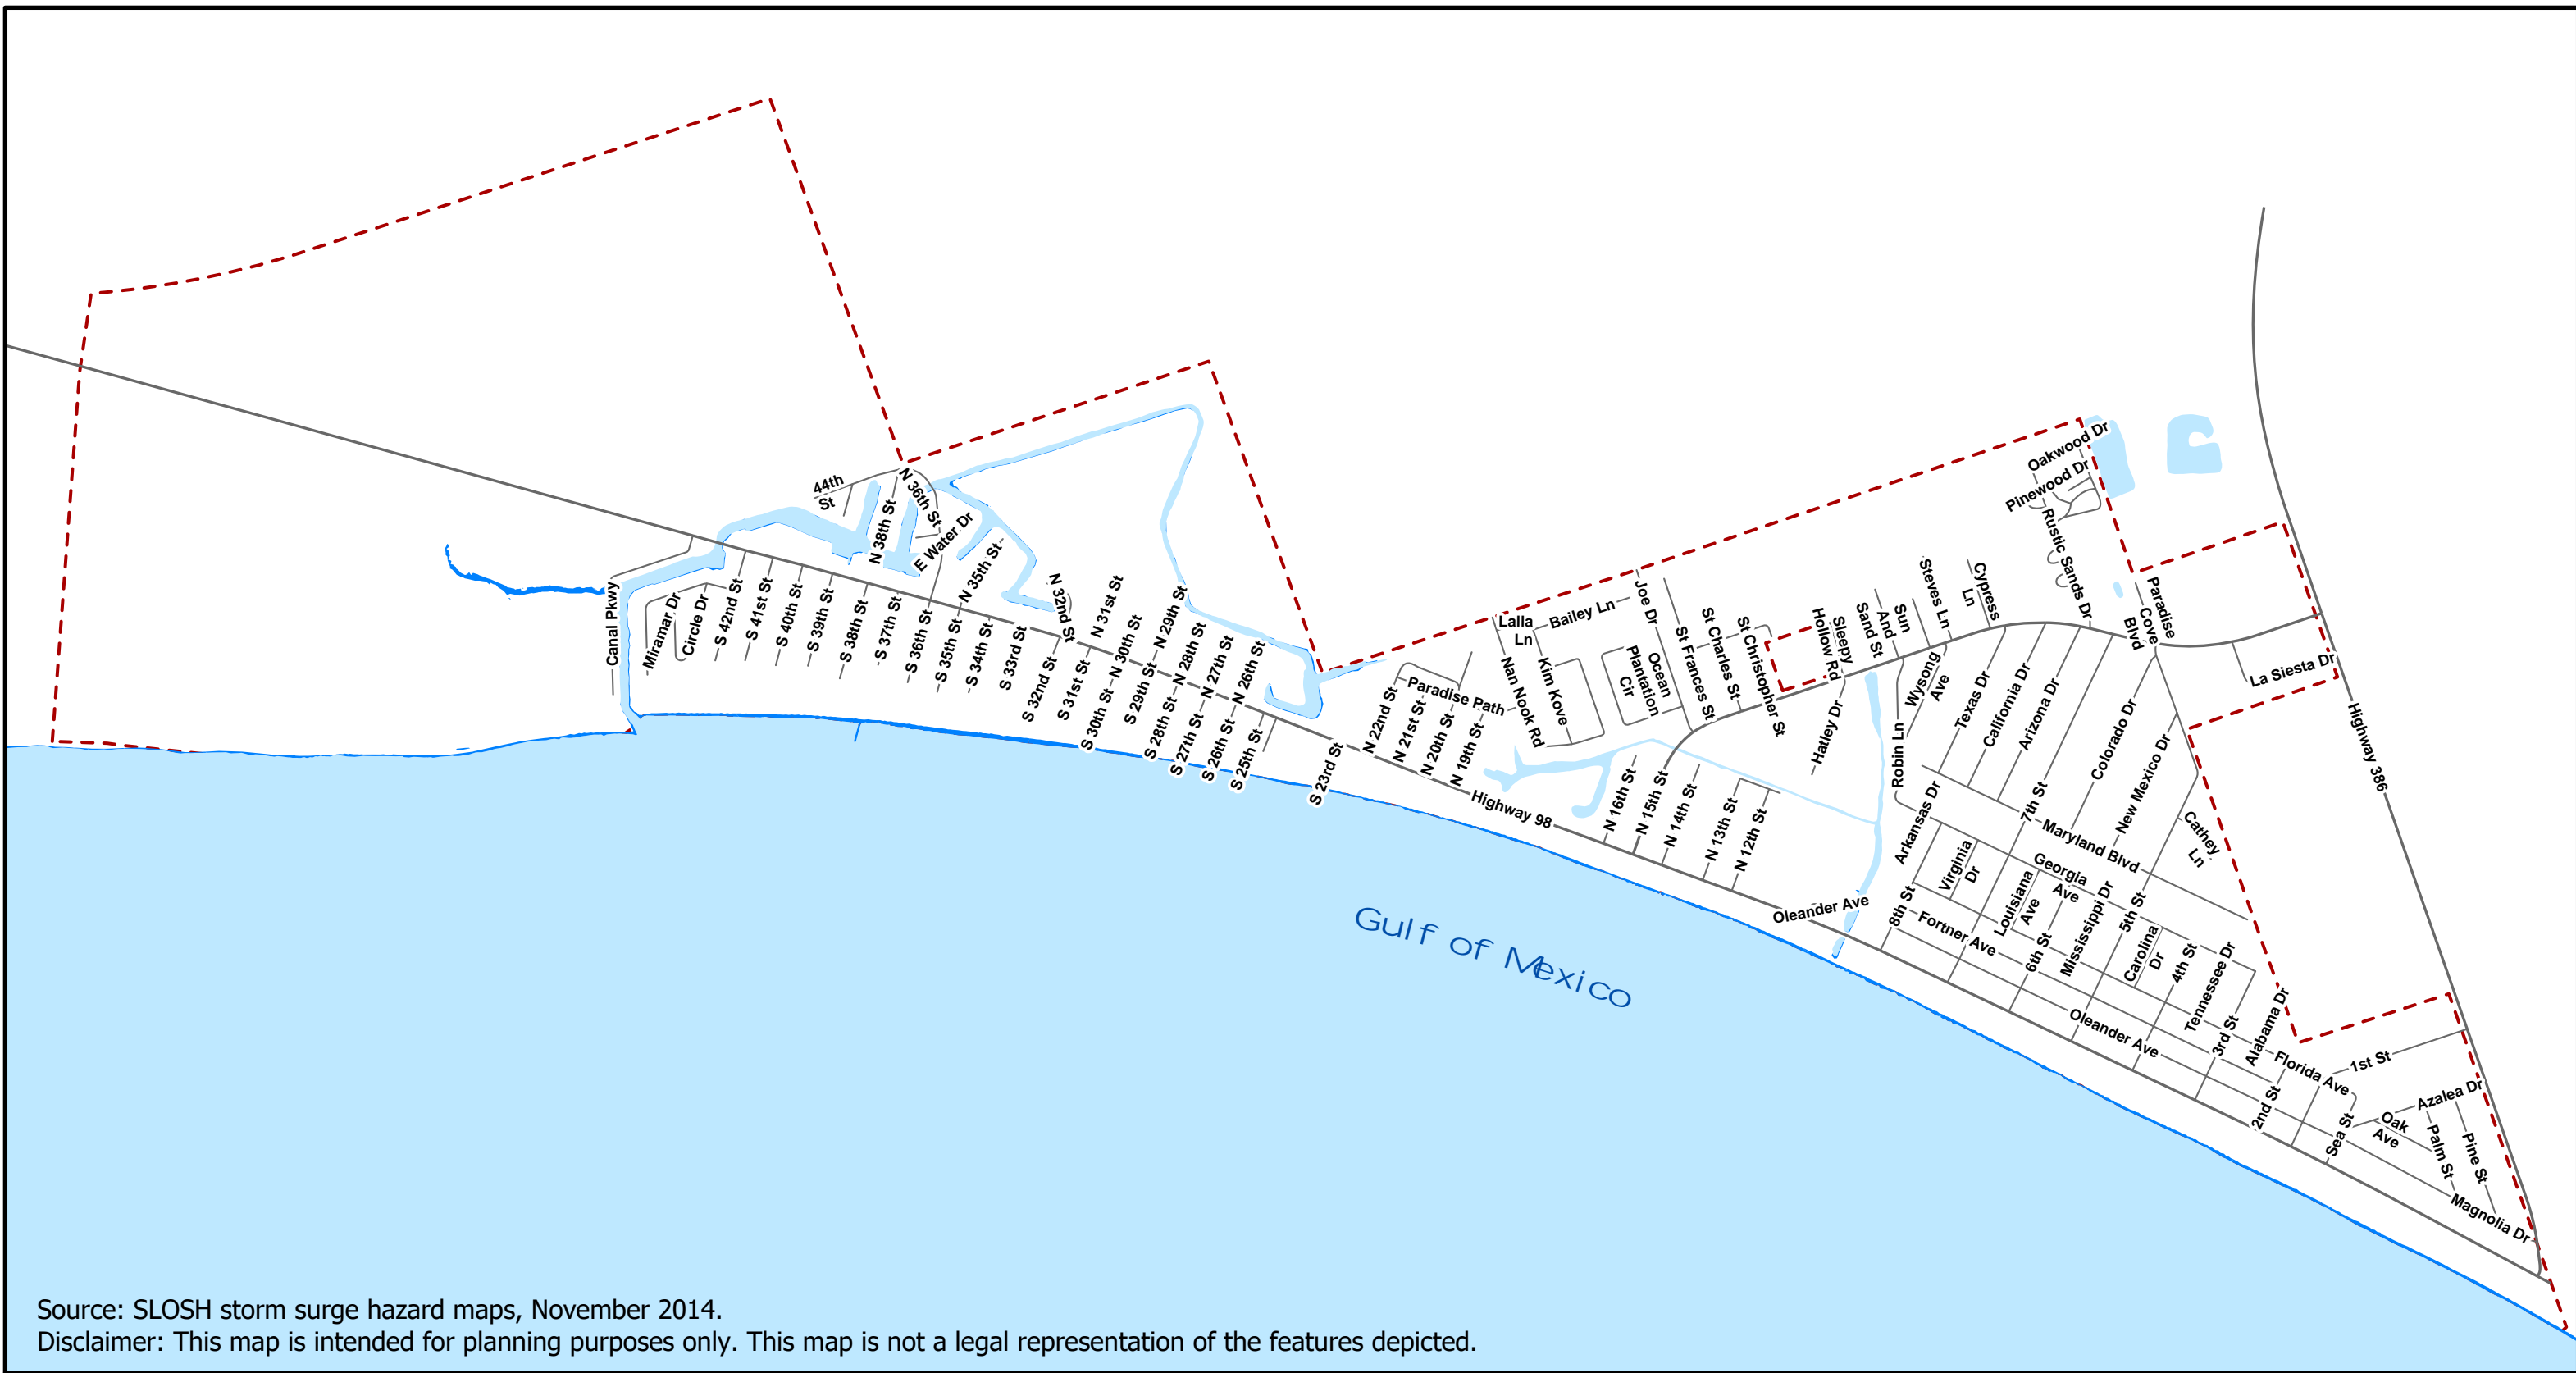 44th
St
N 38th St
N 36th St
E Water Dr
N 35th St
N 32nd St
N 31st St
N 30th St
N 29th St
N 28th St
N 27th St
N 26th St
Canal Pkwy
Miramar Dr
Circle Dr
S 42nd St
S 41st St
S 40th St
S 39th St
S 38th St
S 37th St
S 36th St
S 35th St
S 34th St
S 33rd St
S 32nd St
S 31st St
S 30th St
S 29th St
S 28th St
S 27th St
S 26th St
S 25th St
S 23rd St
N 22nd St
N 21st St
N 20th St
N 19th St
Paradise Path
Highway 98
Lalla
Ln
Bailey Ln
Nan Nook Rd
Kim Kove
Joe Dr
Ocean
Plantation
Cir
St Frances St
St Charles St
St Christopher St
Sleepy
Hollow Rd
Sun
And
Sand St
Steves Ln
Cypress
Ln
Oakwood Dr
Pinewood Dr
Rustic Sands Dr
Paradise
Cove
Blvd
La Siesta Dr
Highway 386
N 16th St
N 15th St
N 14th St
N 13th St
N 12th St
Hatley Dr
Robin Ln
Wysong
Ave
Texas Dr
California Dr
Arizona Dr
Colorado Dr
New Mexico Dr
Cathey
Ln
7th St
Maryland Blvd
Arkansas Dr
Virginia
Dr
Georgia
Ave
Louisiana
Ave
Mississippi Dr
5th St
Carolina
Dr
4th St
Tennessee Dr
3rd St
Alabama Dr
8th St
Fortner Ave
6th St
Oleander Ave
Oleander Ave
Florida Ave
1st St
2nd St
Sea St
Azalea Dr
Oak
Ave
Palm St
Pine St
Magnolia Dr
Gulf of Mexico
Source: SLOSH storm surge hazard maps, November 2014.
Disclaimer: This map is intended for planning purposes only. This map is not a legal representation of the features depicted.